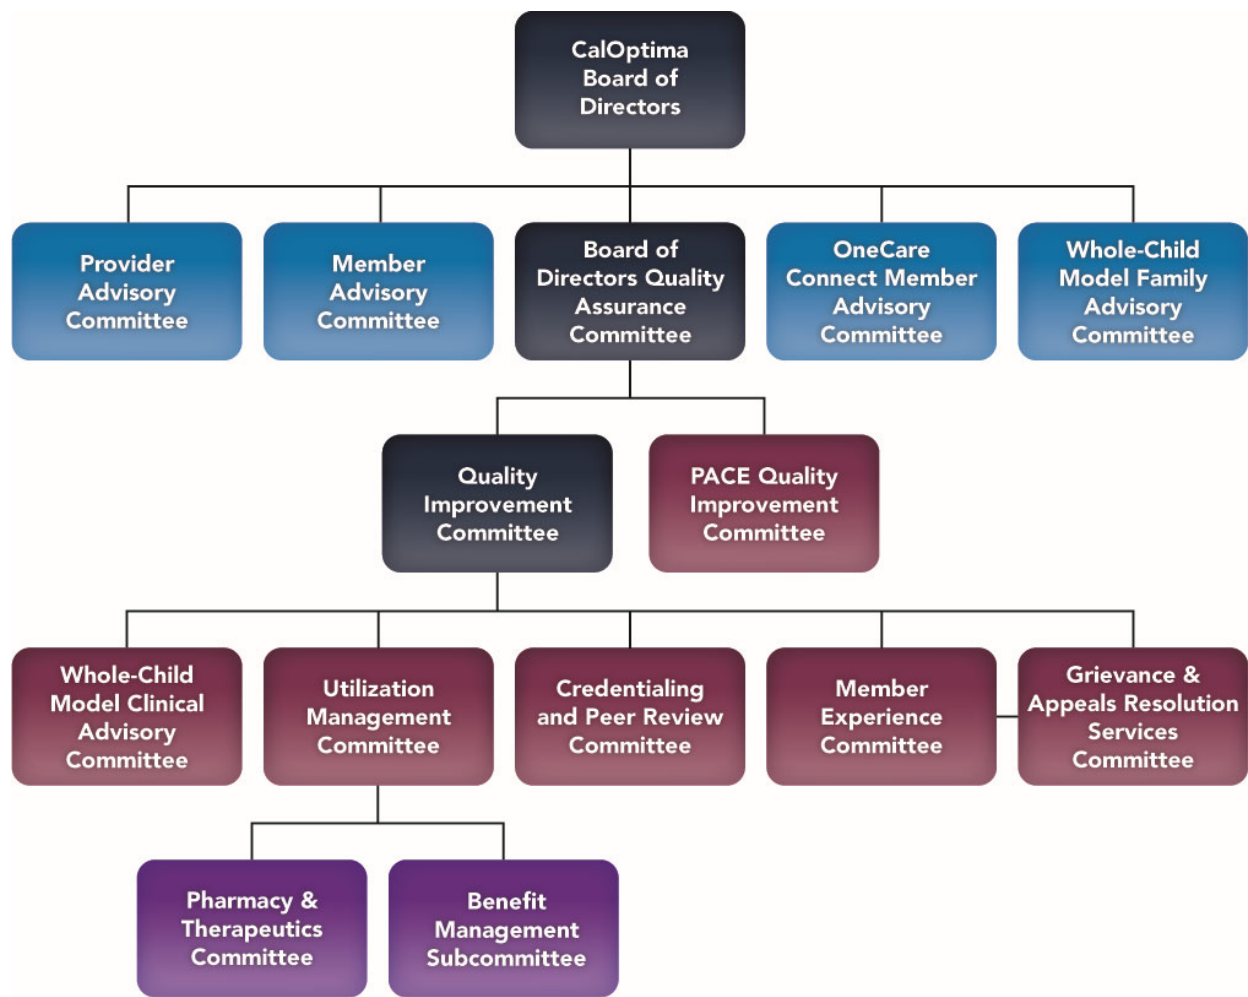 CalOptima
Board of
Directors
Provider
Advisory
Committee
Member
Advisory
Committee
Board of
Directors Quality
Assurance
Committee
OneCare
Connect Member
Advisory
Committee
Whole-Child
Model Family
Advisory
Committee
Quality
Improvement
Committee
PACE Quality
Improvement
Committee
Whole-Child
Model Clinical
Advisory
Committee
Utilization
Management
Committee
Credentialing
and Peer Review
Committee
Member
Experience
Committee
Grievance &
Appeals Resolution
Services
Committee
Pharmacy &
Therapeutics
Committee
Benefit
Management
Subcommittee